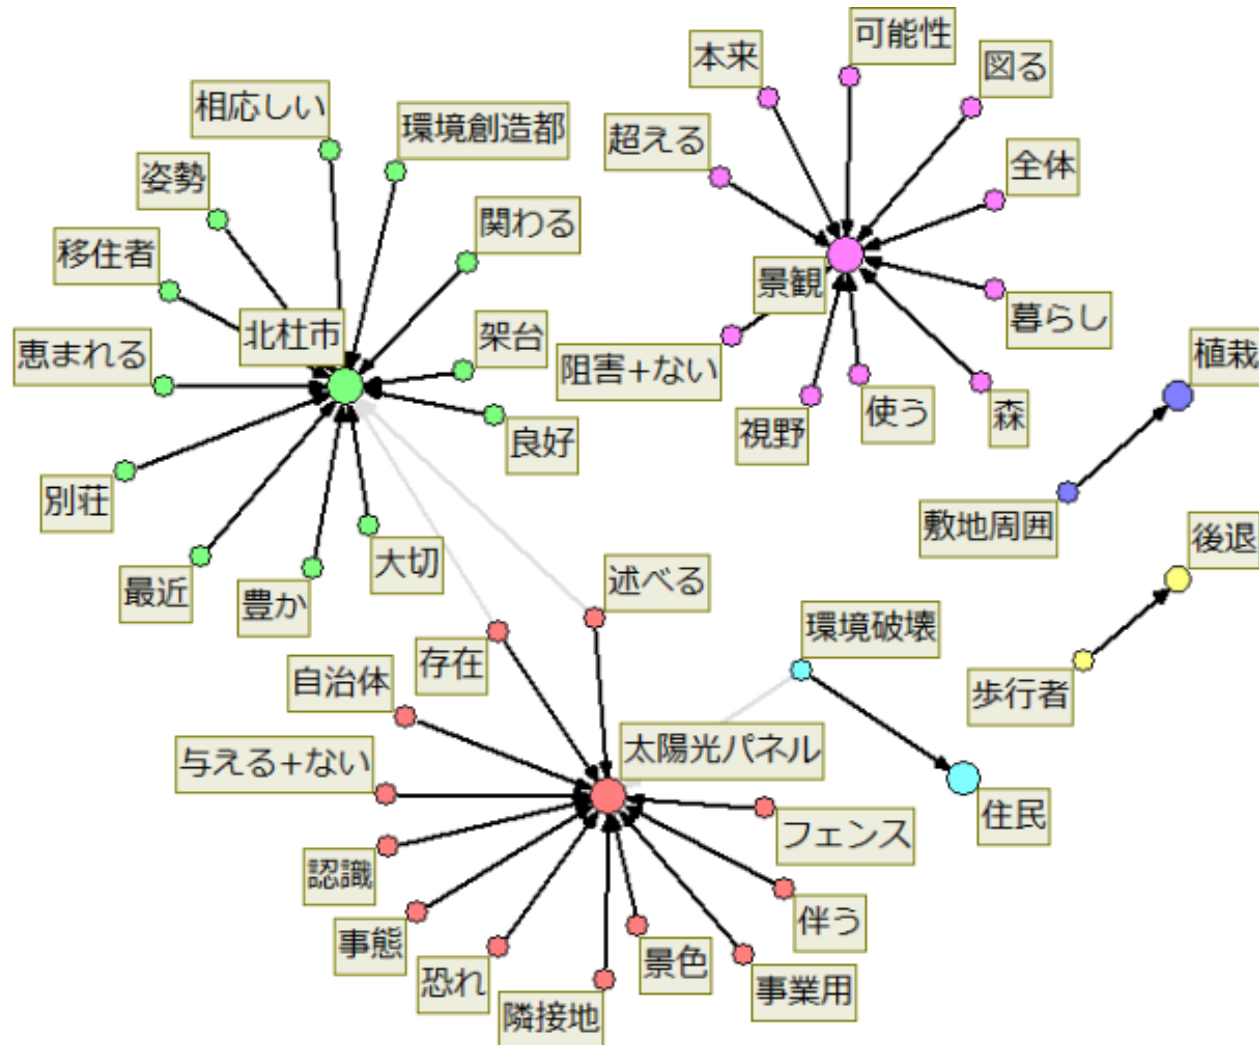 可能性
本来
図る
相応しい
環境創造都
超える
全体
姿勢
関わる
移住者
景観
暮らし
北杜市
架台
恵まれる
阻害+ない
植栽
視野
使う
森
良好
別荘
敷地周囲
後退
大切
最近
豊か
述べる
環境破壊
存在
自治体
歩行者
与える+ない
太陽光パネル
住民
フェンス
認識
伴う
事態
景色
恐れ
事業用
隣接地